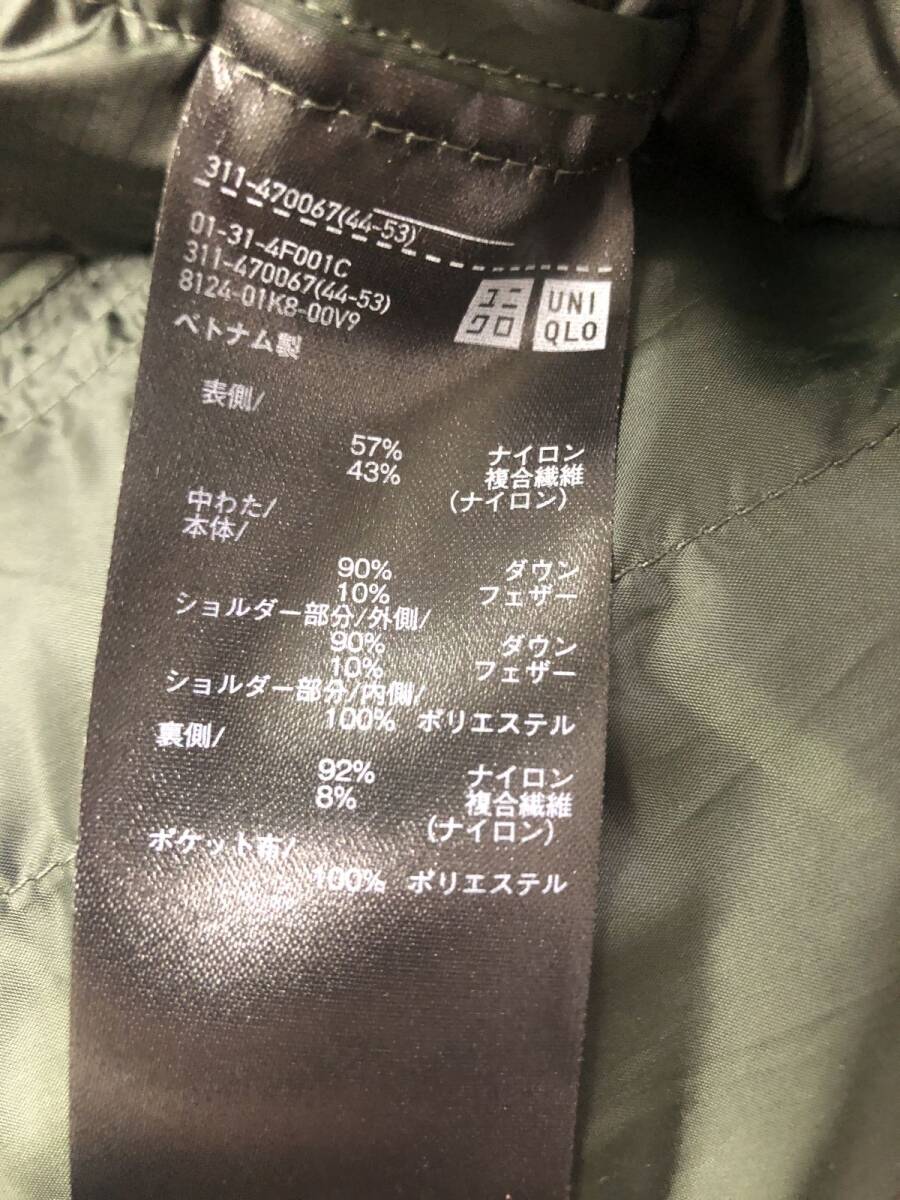 311-470067(44-53)
01-31-4F001C
311-470067(44-53)
8124-01K8-00V9
ユニ
クロ
UNI
QLO
ベトナム製
表側/
57% ナイロン
43% 複合繊維
(ナイロン)
中わた/
本体/
90% ダウン
10% フェザー
ショルダー部分/外側/
90% ダウン
10% フェザー
ショルダー部分/内側/
100% ポリエステル
裏側/
92% ナイロン
8% 複合繊維
(ナイロン)
ポケット布/
100% ポリエステル